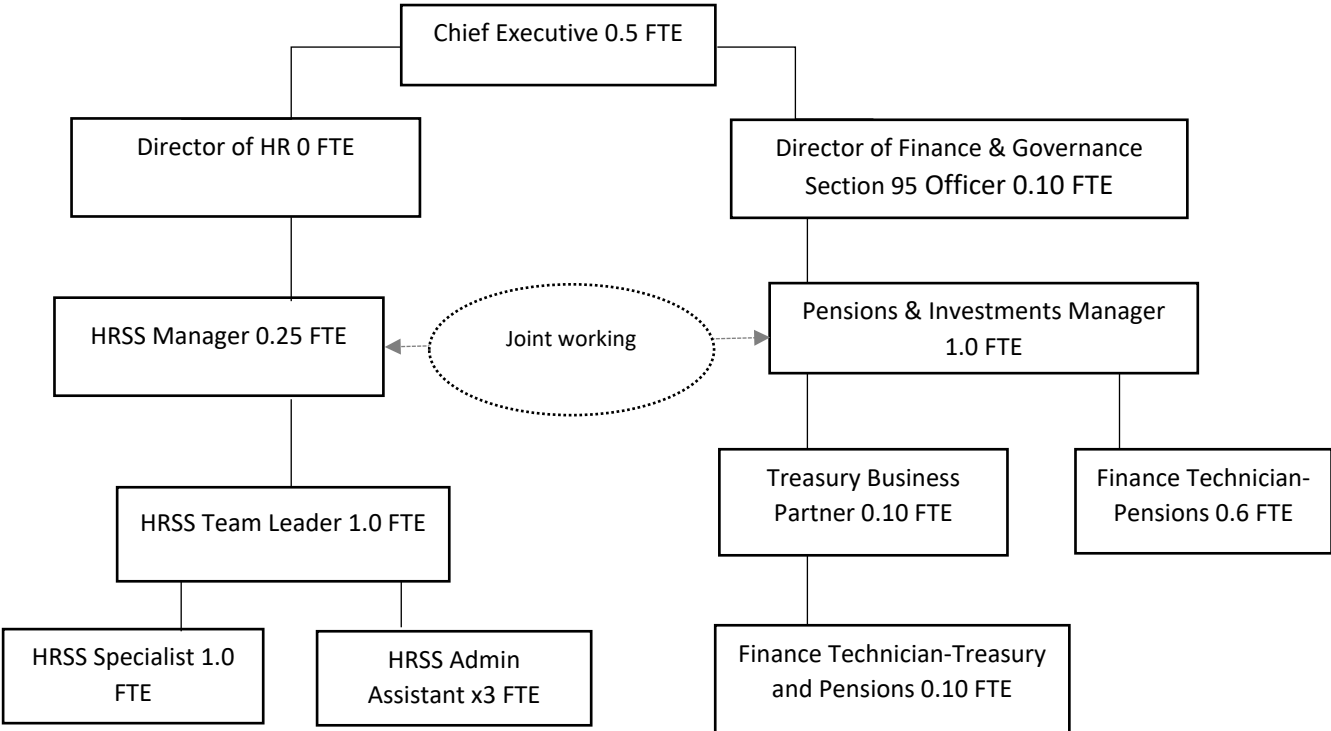 Chief Executive 0.5 FTE
Director of HR 0 FTE
Director of Finance & Governance
Section 95 Officer 0.10 FTE
HRSS Manager 0.25 FTE
Joint working
Pensions & Investments Manager
1.0 FTE
HRSS Team Leader 1.0 FTE
Treasury Business
Partner 0.10 FTE
Finance Technician-
Pensions 0.6 FTE
HRSS Specialist 1.0
FTE
HRSS Admin
Assistant x3 FTE
Finance Technician-Treasury
and Pensions 0.10 FTE